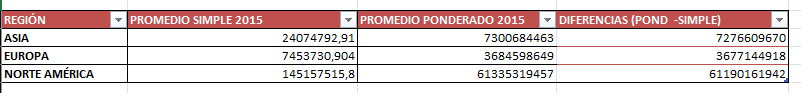 REGIÓN PROMEDIO SIMPLE 2015 PROMEDIO PONDERADO 2015 DIFERENCIAS (POND -SIMPLE)
ASIA 24074792,91 7300684463 7276609670
EUROPA 7453730,904 3684598649 3677144918
NORTE AMÉRICA 145157515,8 61335319457 61190161942